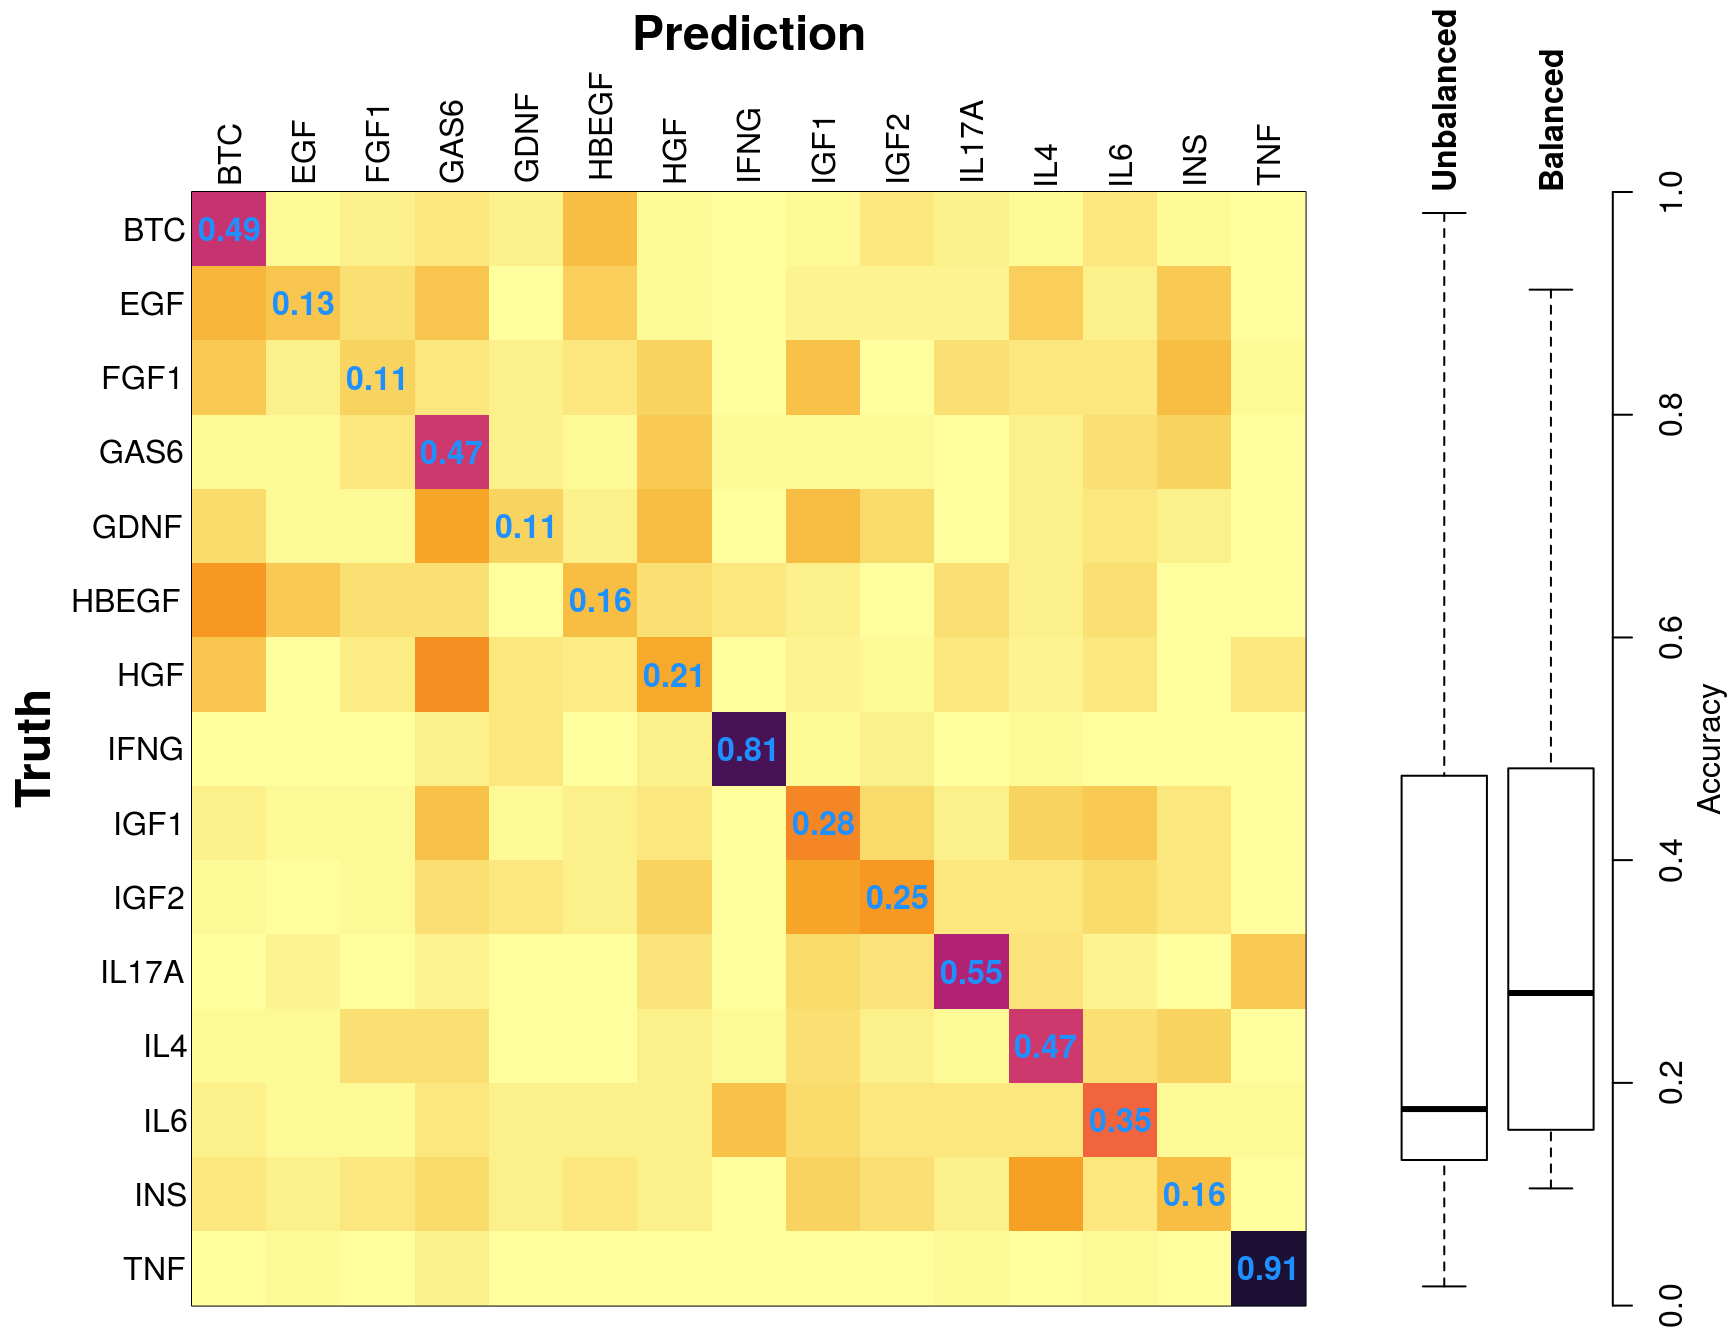 Prediction
Unbalanced
Balanced
BTC
EGF
FGF1
GAS6
GDNF
HBEGF
HGF
IFNG
IGF1
IGF2
IL17A
IL4
IL6
INS
TNF
Truth
BTC 0.49
EGF 0.13
FGF1 0.11
GAS6 0.47
GDNF 0.11
HBEGF 0.16
HGF 0.21
IFNG 0.81
IGF1 0.28
IGF2 0.25
IL17A 0.55
IL4 0.47
IL6 0.35
INS 0.16
TNF 0.91
1.0
0.8
0.6
0.4
0.2
0.0
Accuracy